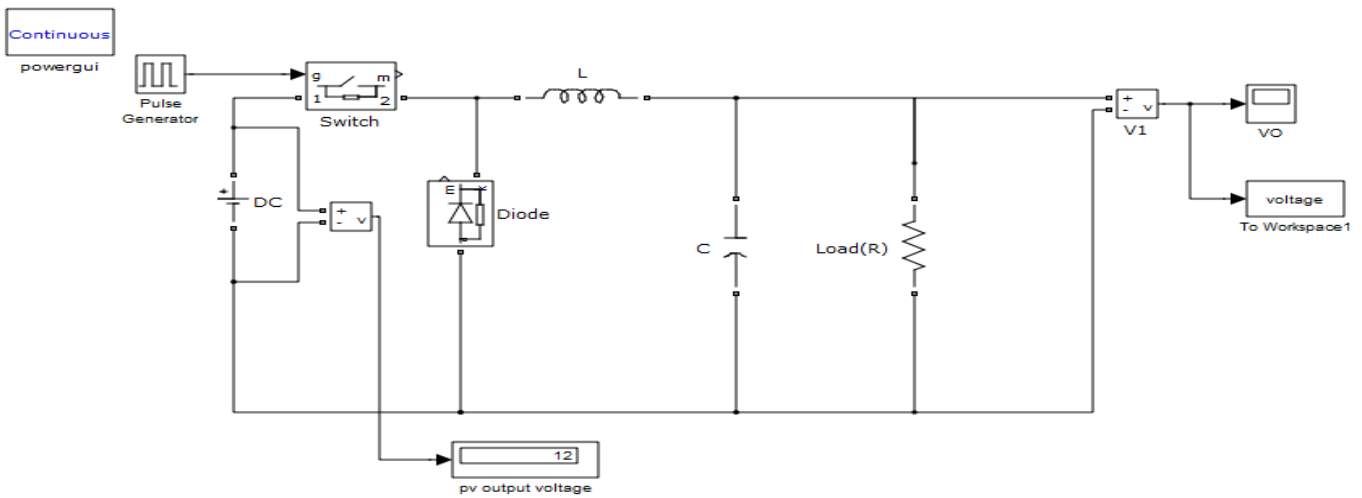 Continuous
powergui
Pulse
Generator
g
m
1
2
Switch
L
+
-
v
V1
VO
DC
+
+
-
v
Diode
C
Load(R)
voltage
To Workspace1
12
pv output voltage